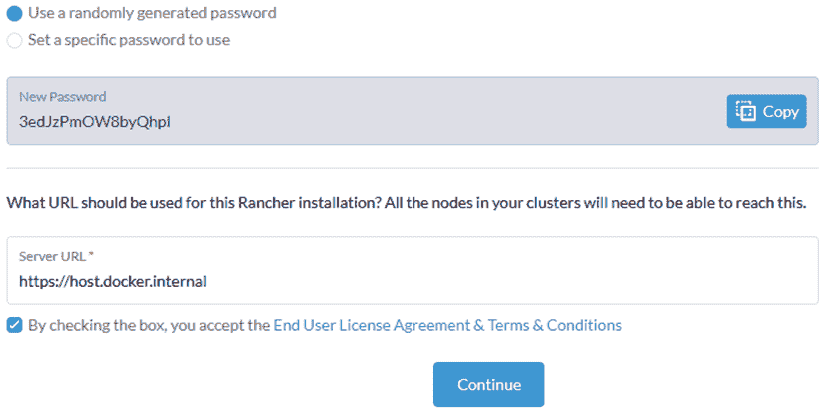 Use a randomly generated password
Set a specific password to use
New Password
3edJzPmOW8byQhpl
Copy
What URL should be used for this Rancher installation? All the nodes in your clusters will need to be able to reach this.
Server URL *
https://host.docker.internal
By checking the box, you accept the End User License Agreement & Terms & Conditions
Continue